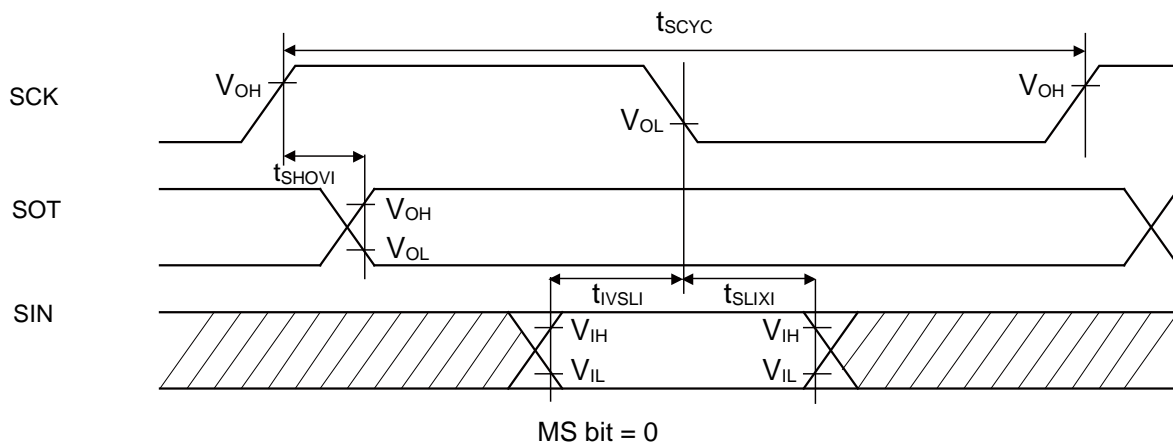 tSCYC
SCK
VOH
VOL
VOH
tSHOVI
SOT
VOH
VOL
tIVSLI
tSLIXI
SIN
VIH
VIH
VIL
VIL
MS bit = 0